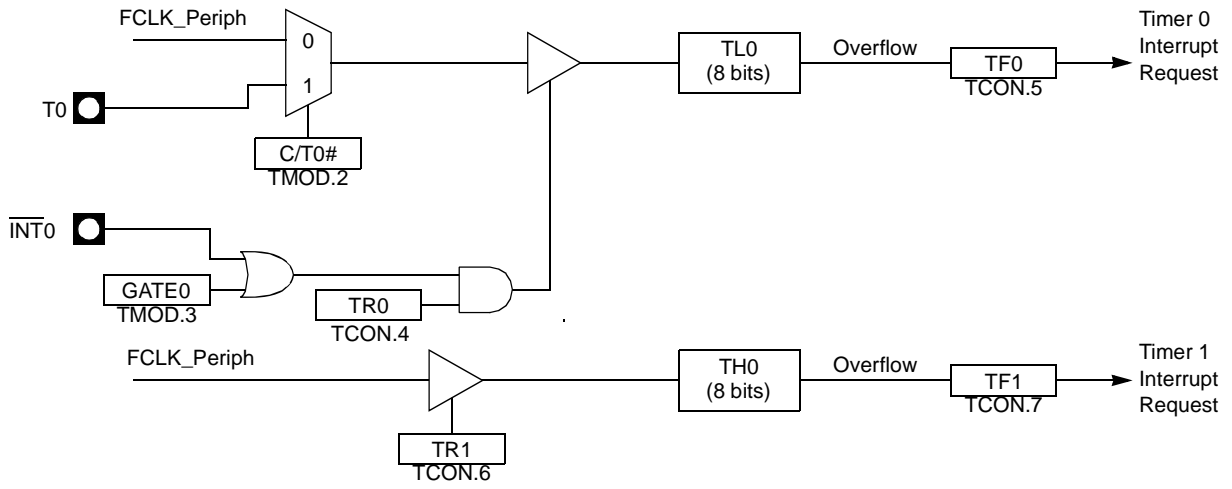 FCLK_Periph
0
1
T0
C/T0#
TMOD.2
TL0
(8 bits)
Overflow
TF0
TCON.5
Timer 0
Interrupt
Request
INT0
GATE0
TMOD.3
TR0
TCON.4
FCLK_Periph
TR1
TCON.6
TH0
(8 bits)
Overflow
TF1
TCON.7
Timer 1
Interrupt
Request